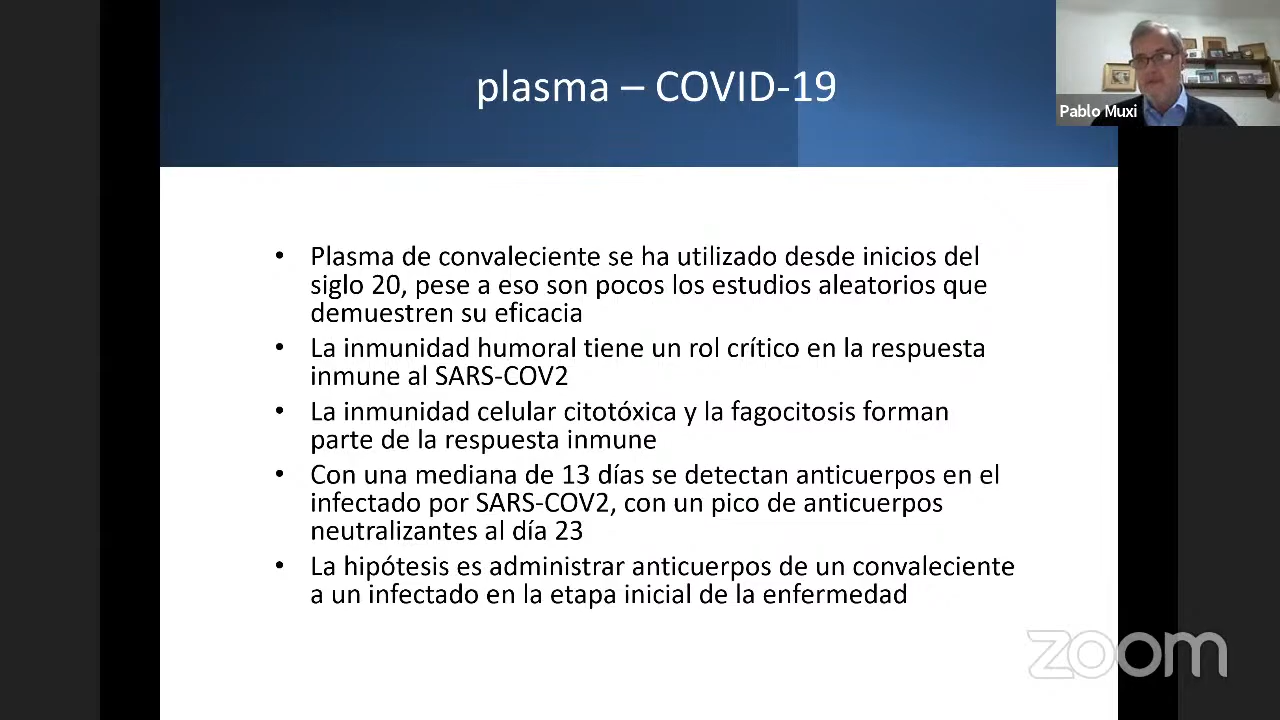 plasma – COVID-19
Pablo Muxi
• Plasma de convaleciente se ha utilizado desde inicios del
siglo 20, pese a eso son pocos los estudios aleatorios que
demuestren su eficacia
• La inmunidad humoral tiene un rol crítico en la respuesta
inmune al SARS-COV2
• La inmunidad celular citotóxica y la fagocitosis forman
parte de la respuesta inmune
• Con una mediana de 13 días se detectan anticuerpos en el
infectado por SARS-COV2, con un pico de anticuerpos
neutralizantes al día 23
• La hipótesis es administrar anticuerpos de un convaleciente
a un infectado en la etapa inicial de la enfermedad
zoom